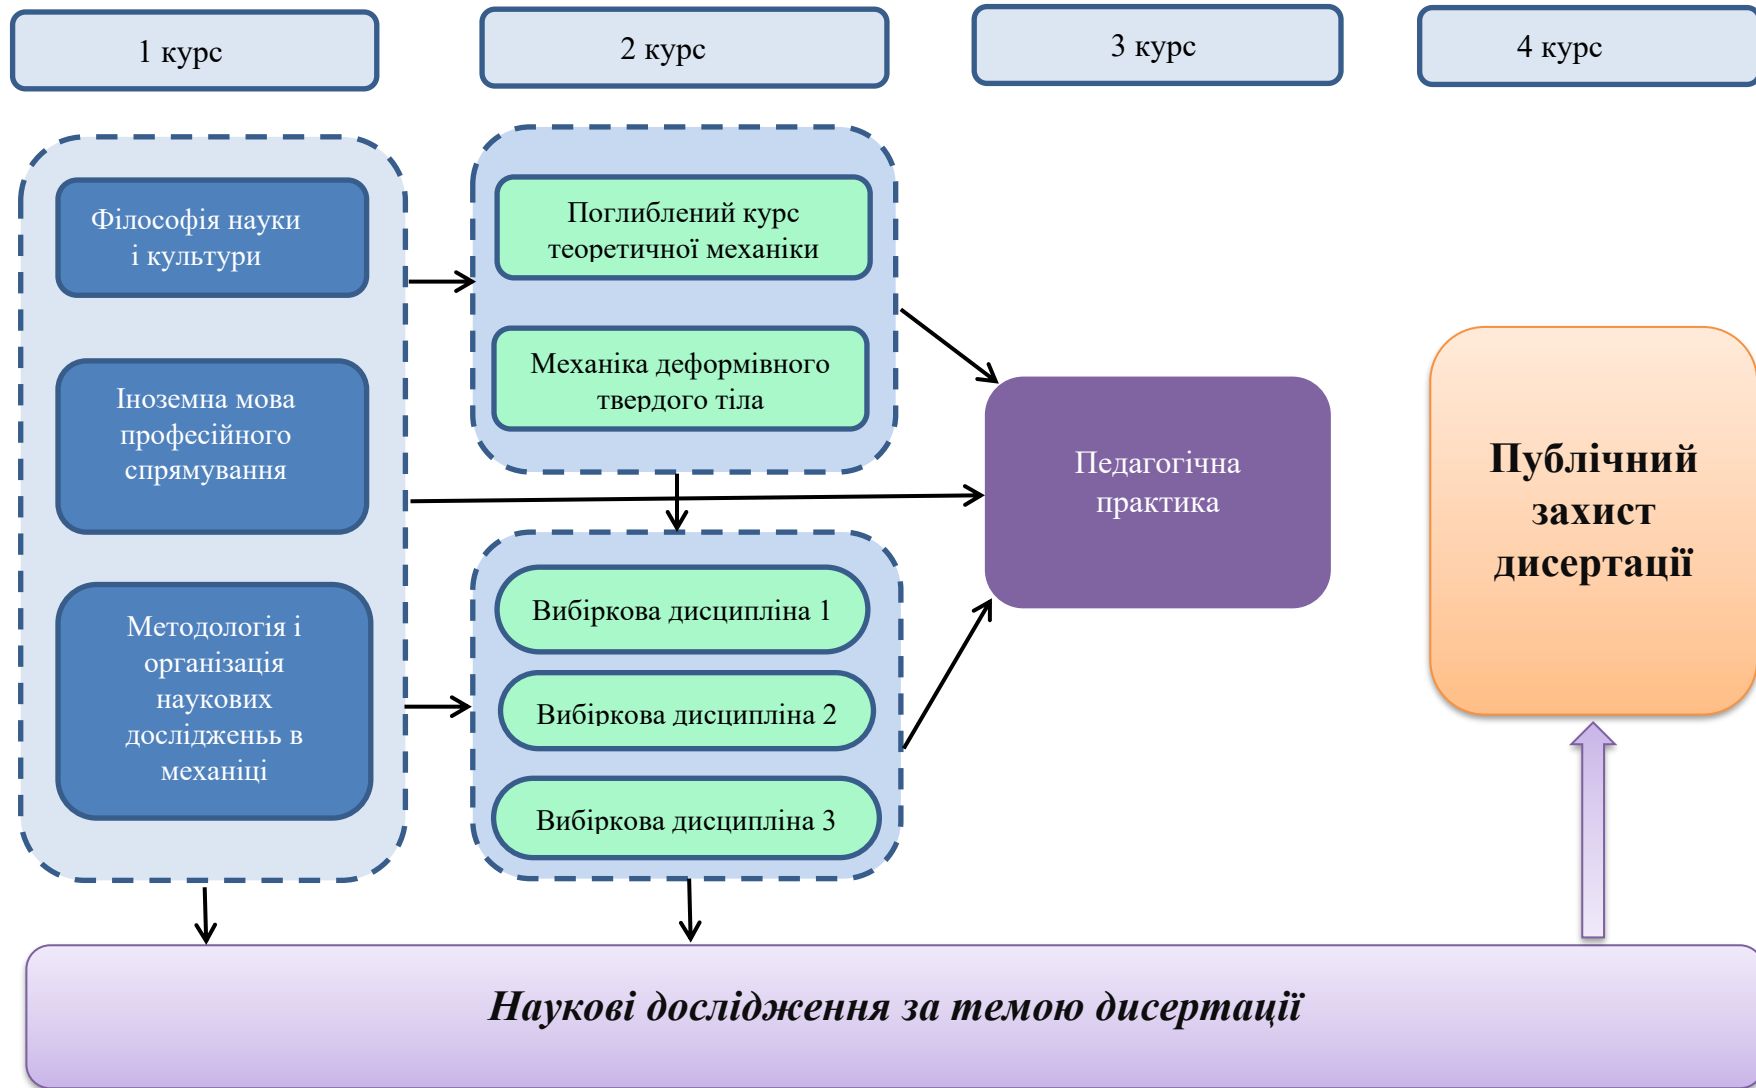 1 курс
2 курс
3 курс
4 курс
Філософія науки
і культури
Іноземна мова
професійного
спрямування
Методологія і
організація
наукових
дослідженьь в
механіці
Поглиблений курс
теоретичної механіки
Механіка деформівного
твердого тіла
Вибіркова дисципліна 1
Вибіркова дисципліна 2
Вибіркова дисципліна 3
Педагогічна
практика
Публічний
захист
дисертації
Наукові дослідження за темою дисертації